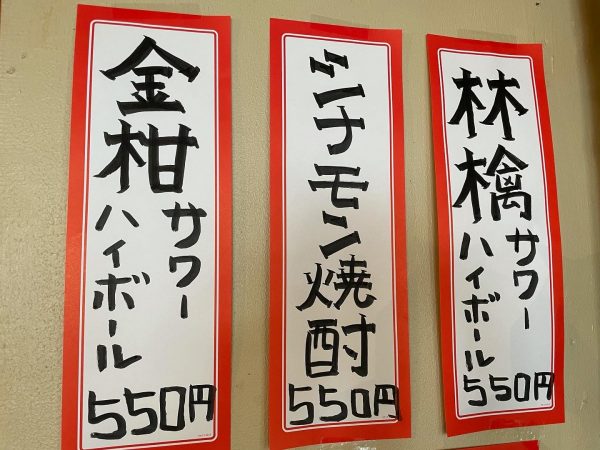 林檎
サワー
ハイボール
550円
シナモン焼酎
550円
金柑
サワー
ハイボール
550円